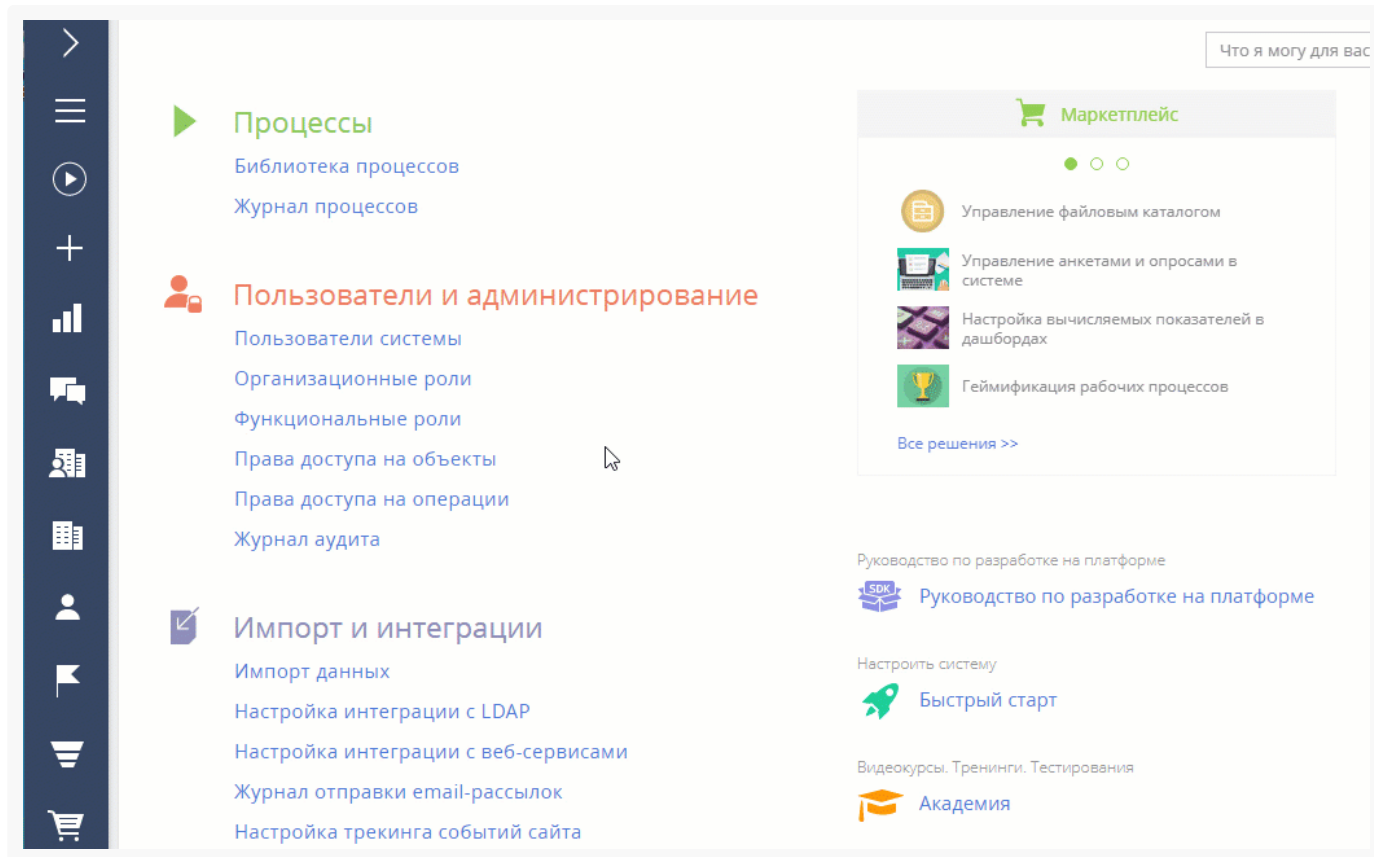 Что я могу для вас
Процессы
Библиотека процессов
Журнал процессов
Пользователи и администрирование
Пользователи системы
Организационные роли
Функциональные роли
Права доступа на объекты
Права доступа на операции
Журнал аудита
Импорт и интеграции
Импорт данных
Настройка интеграции с LDAP
Настройка интеграции с веб-сервисами
Журнал отправки email-рассылок
Настройка трекинга событий сайта
Маркетплейс
Управление файловым каталогом
Управление анкетами и опросами в
системе
Настройка вычисляемых показателей в
дашбордах
Геймификация рабочих процессов
Все решения >>
Руководство по разработке на платформе
SDK
Руководство по разработке на платформе
Настроить систему
Быстрый старт
Видеокурсы. Тренинги. Тестирования
Академия